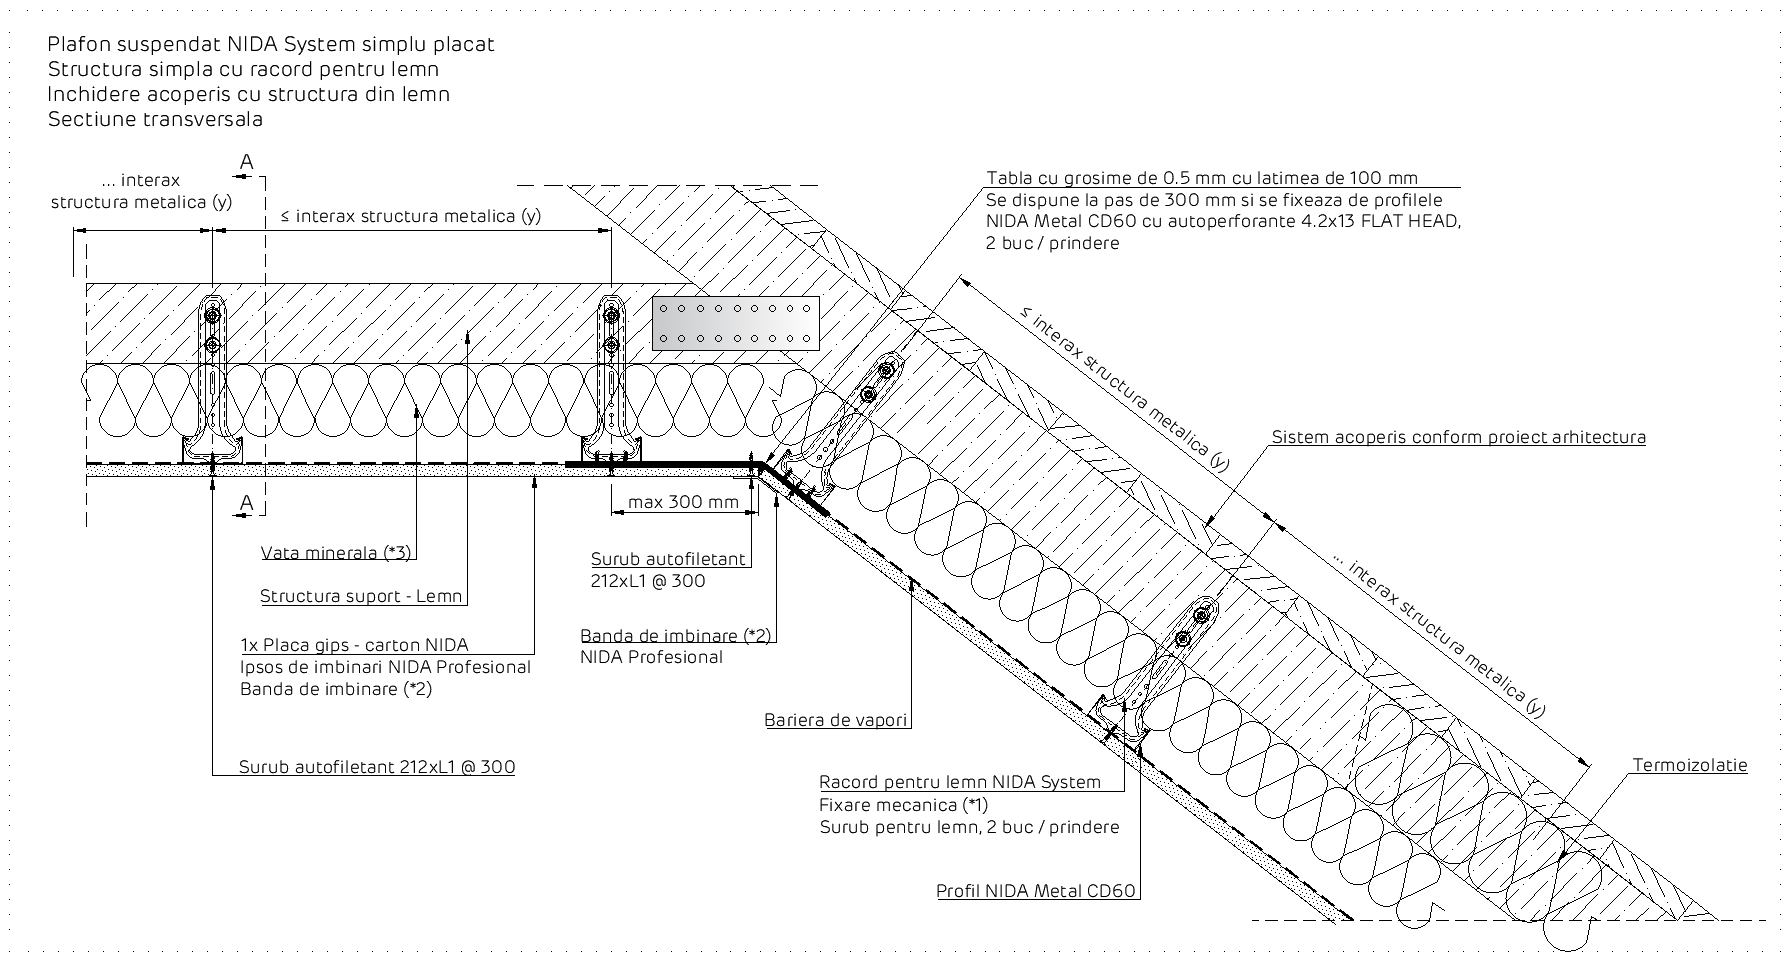 Plafon suspendat NIDA System simplu placat
Structura simpla cu racord pentru lemn
Inchidere acoperis cu structura din lemn
Sectiune transversala
A
... interax
structura metalica (y)
≤ interax structura metalica (y)
Tabla cu grosime de 0.5 mm cu latimea de 100 mm
Se dispune la pas de 300 mm si se fixeaza de profilele
NIDA Metal CD60 cu autoperforante 4.2x13 FLAT HEAD,
2 buc / prindere
≤ interax structura metalica (y)
Sistem acoperis conform proiect arhitectura
A
max 300 mm
Vata minerala (*3)
Surub autofiletant
212xL1 @ 300
Structura suport - Lemn
... interax structura metalica (y)
1x Placa gips - carton NIDA
Ipsos de imbinari NIDA Profesional
Banda de imbinare (*2)
Banda de imbinare (*2)
NIDA Profesional
Bariera de vapori
Surub autofiletant 212xL1 @ 300
Racord pentru lemn NIDA System
Fixare mecanica (*1)
Surub pentru lemn, 2 buc / prindere
Termoizolatie
Profil NIDA Metal CD60